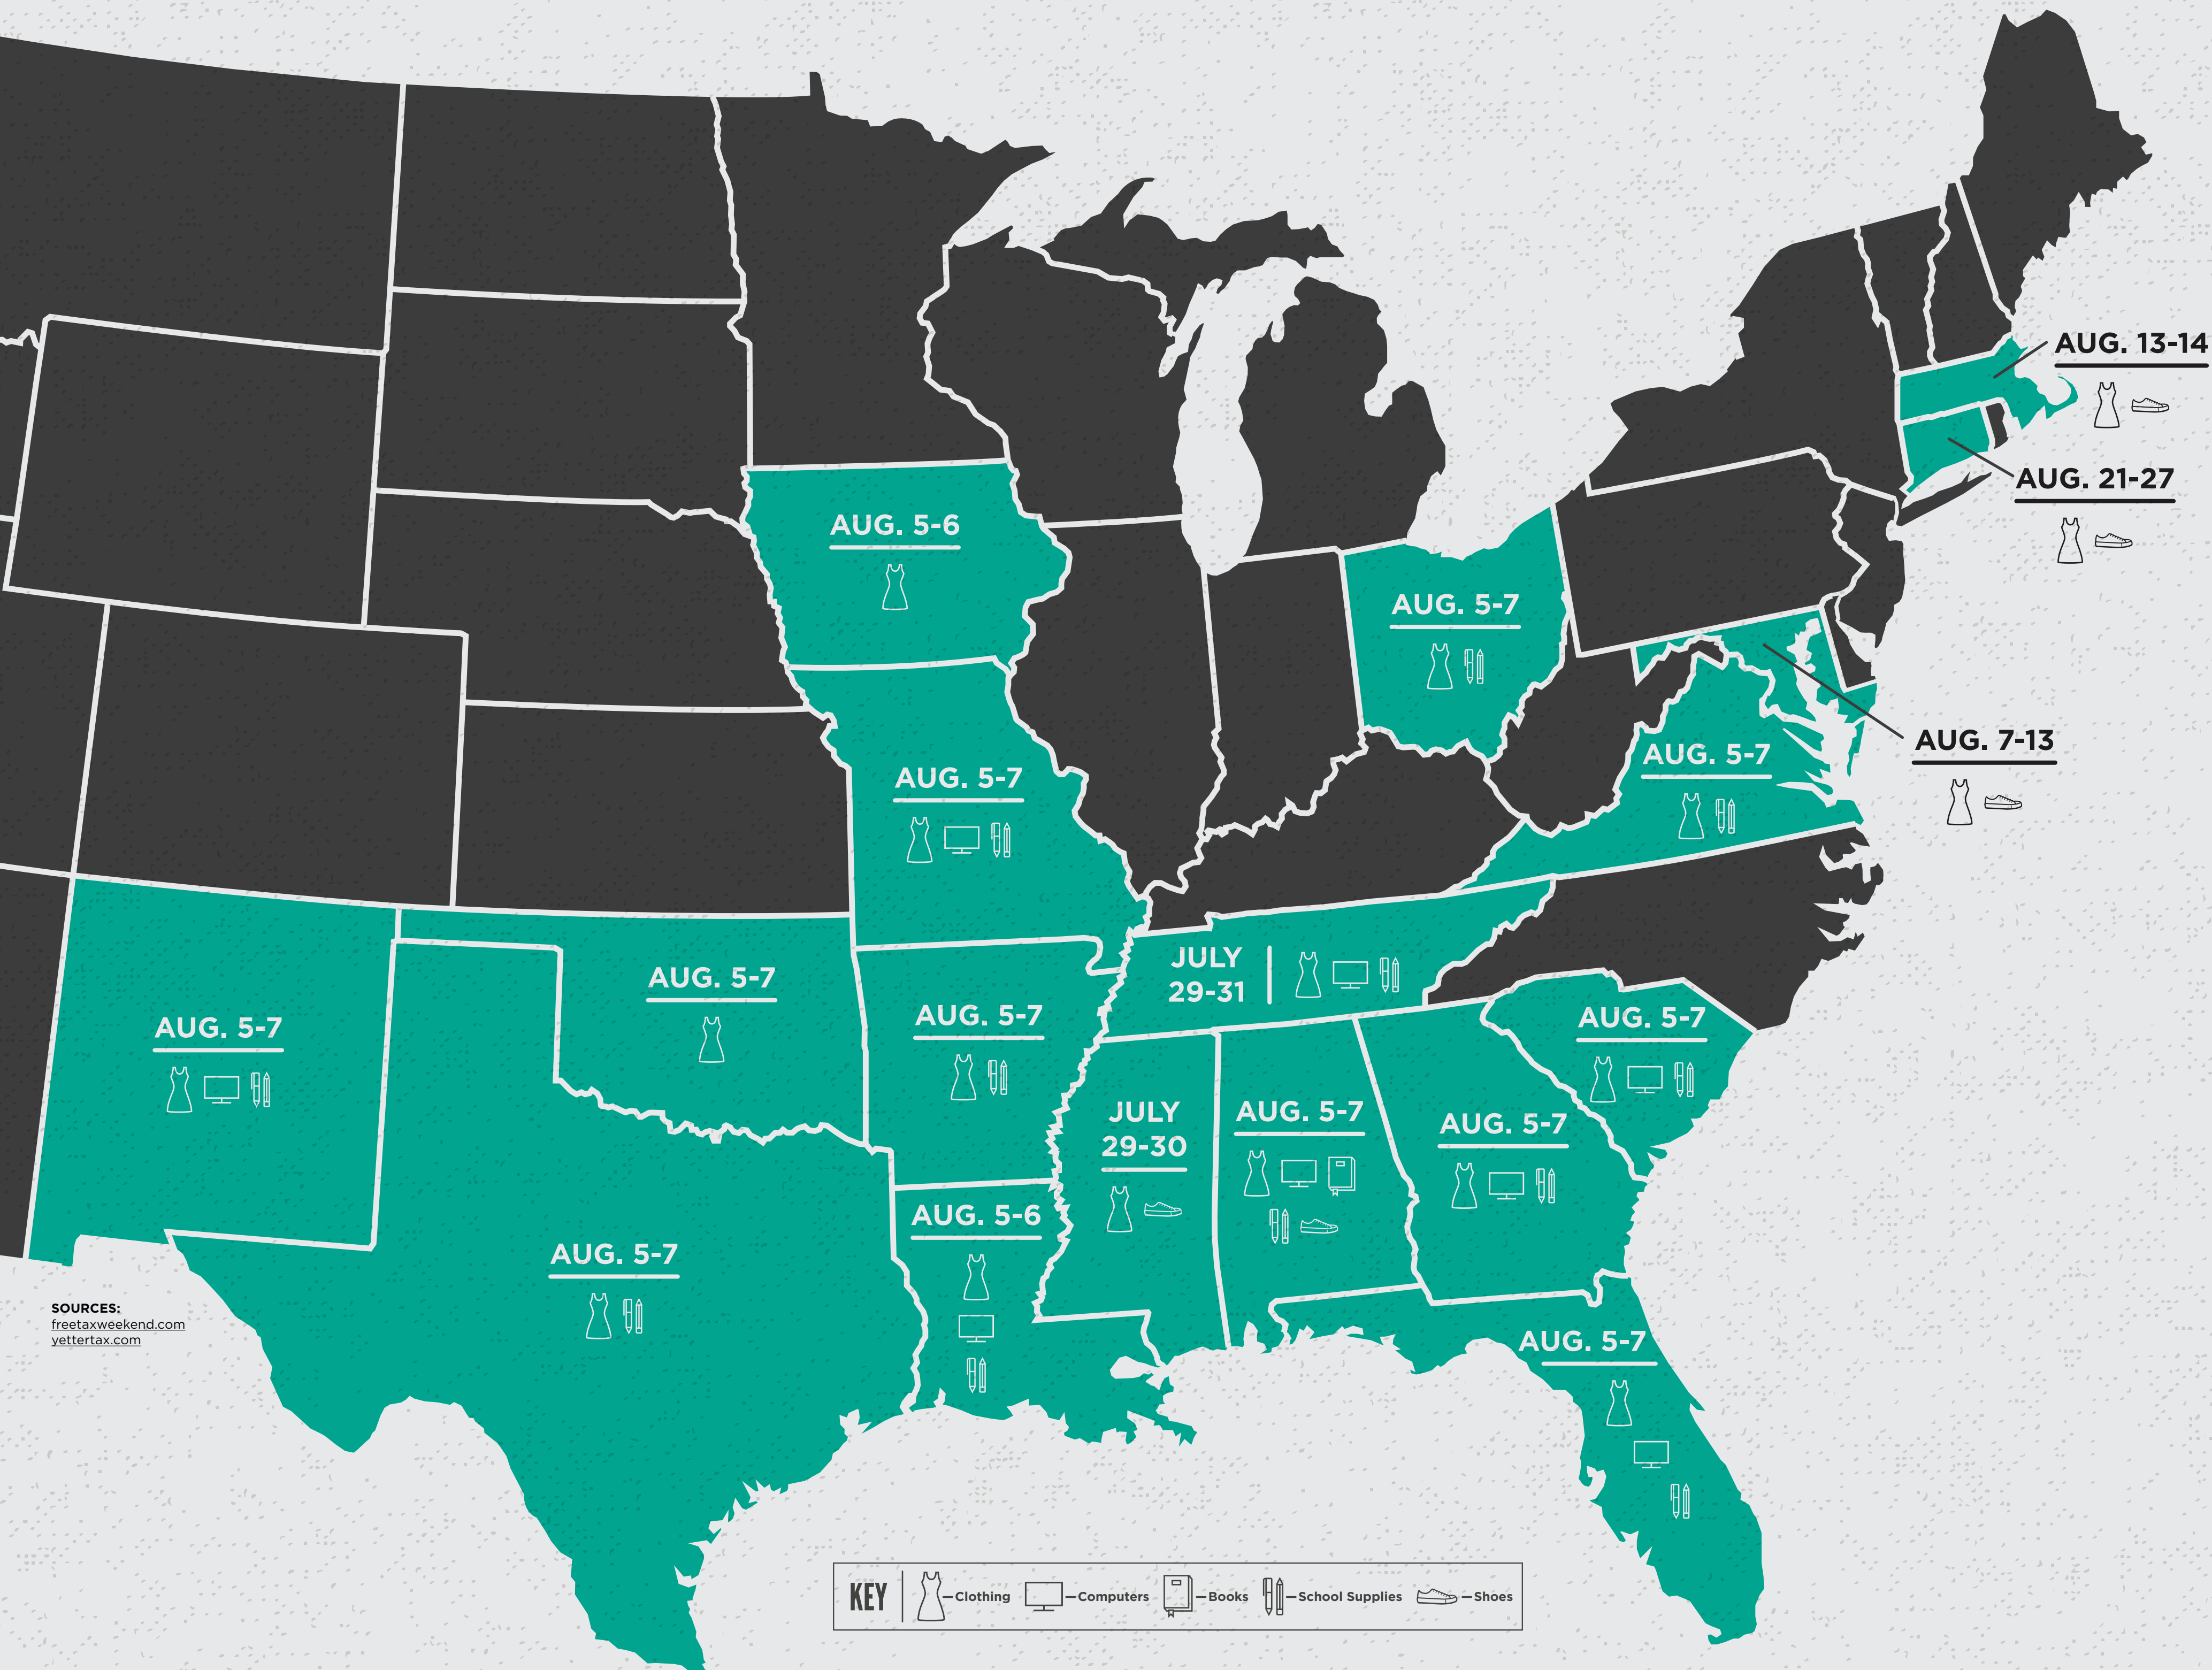 AUG. 13-14
AUG. 21-27
AUG. 5-6
AUG. 5-7
AUG. 7-13
AUG. 5-7
AUG. 5-7
JULY
29-31
AUG. 5-7
AUG. 5-7
AUG. 5-7
AUG. 5-7
JULY
29-30
AUG. 5-7
AUG. 5-7
AUG. 5-6
AUG. 5-7
AUG. 5-7
SOURCES:
freetaxweekend.com
yettertax.com
KEY Clothing Computers Books School Supplies Shoes